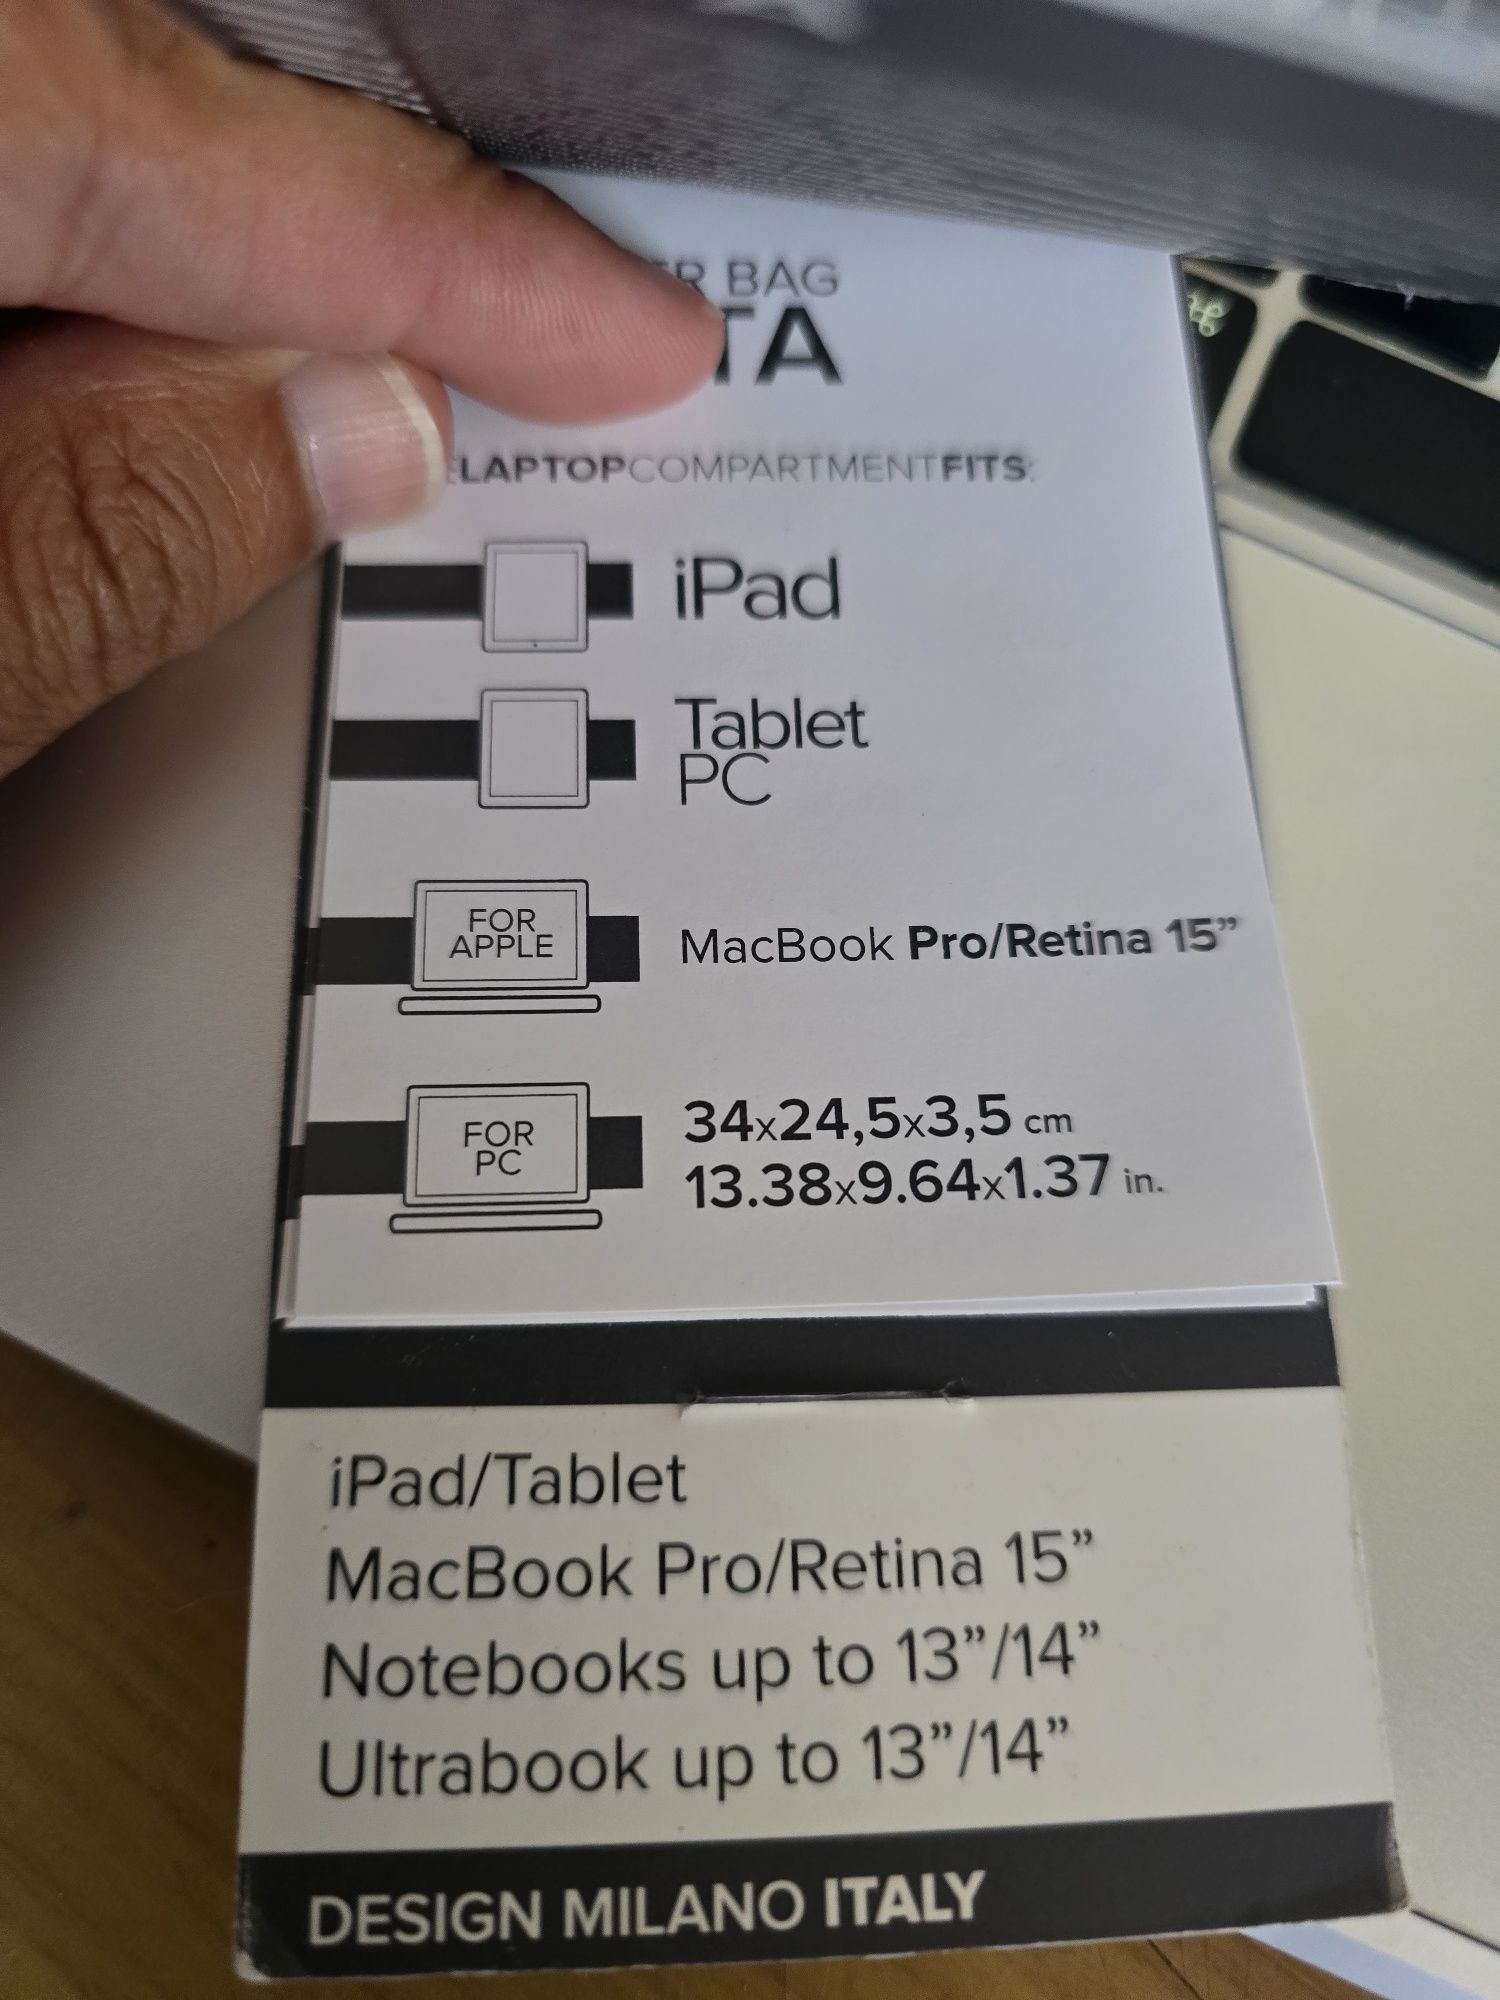 BAG
LAPTOPCOMPARTMENTFITS:
iPad
Tablet
PC
FOR
APPLE
MacBook Pro/Retina 15”
FOR
PC
34x24,5x3,5 cm
13.38x9.64x1.37 in.
iPad/Tablet
MacBook Pro/Retina 15”
Notebooks up to 13”/14”
Ultrabook up to 13”/14”
DESIGN MILANO ITALY
⌘